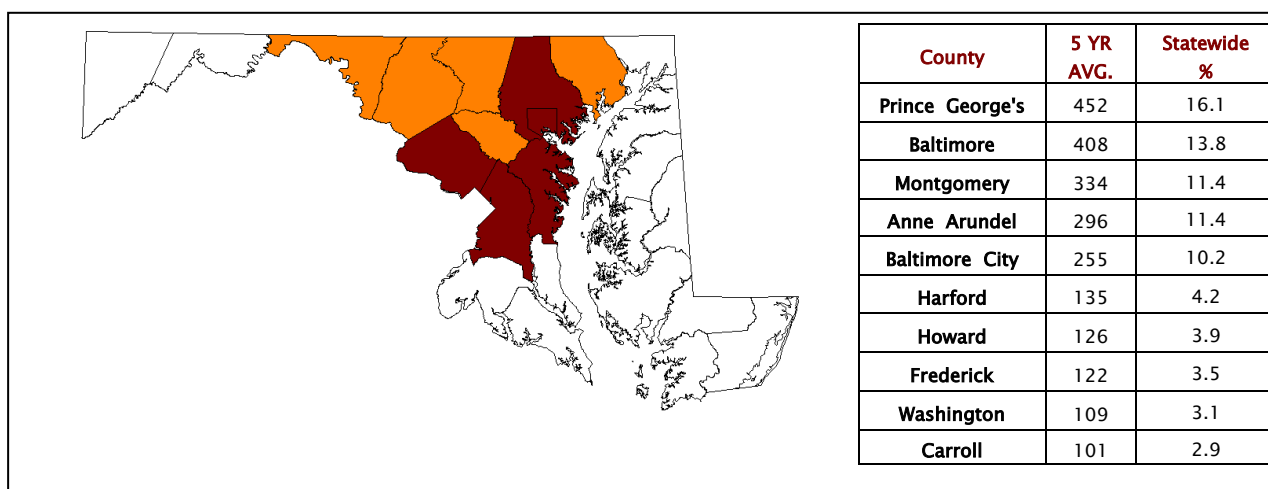 County 5 YR AVG. Statewide %
Prince George's 452 16.1
Baltimore 408 13.8
Montgomery 334 11.4
Anne Arundel 296 11.4
Baltimore City 255 10.2
Harford 135 4.2
Howard 126 3.9
Frederick 122 3.5
Washington 109 3.1
Carroll 101 2.9